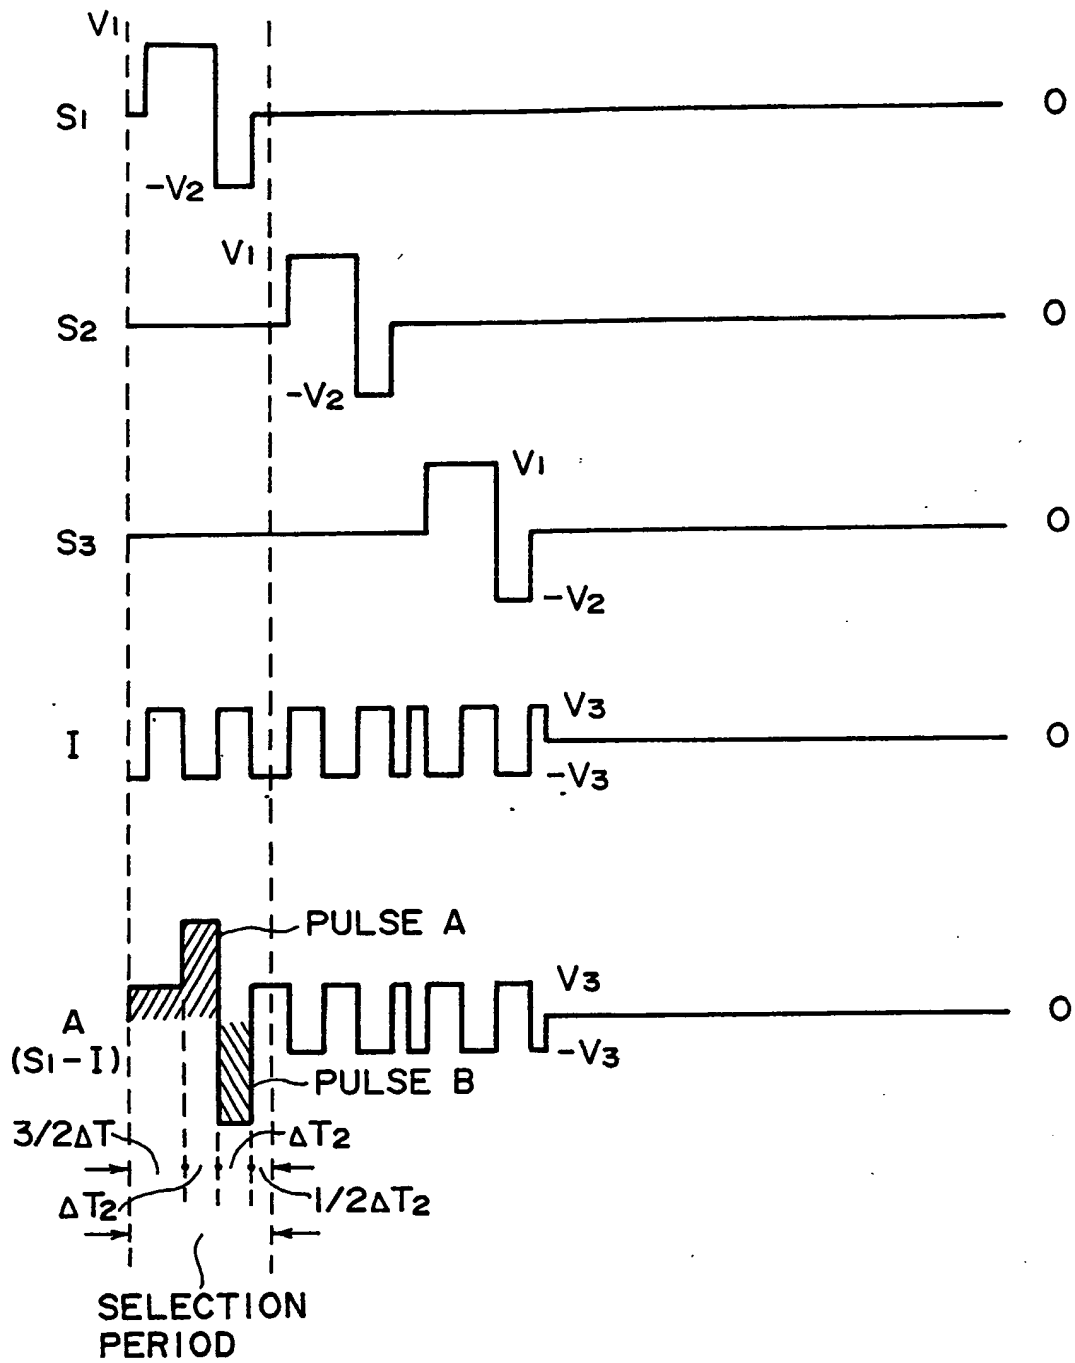 V1
S1
O
-V2
V1
S2
O
-V2
V1
S3
O
-V2
V3
I
O
-V3
PULSE A
V3
A
O
(S1-I)
-V3
PULSE B
3/2ΔT
ΔT2
ΔT2
1/2ΔT2
SELECTION
PERIOD